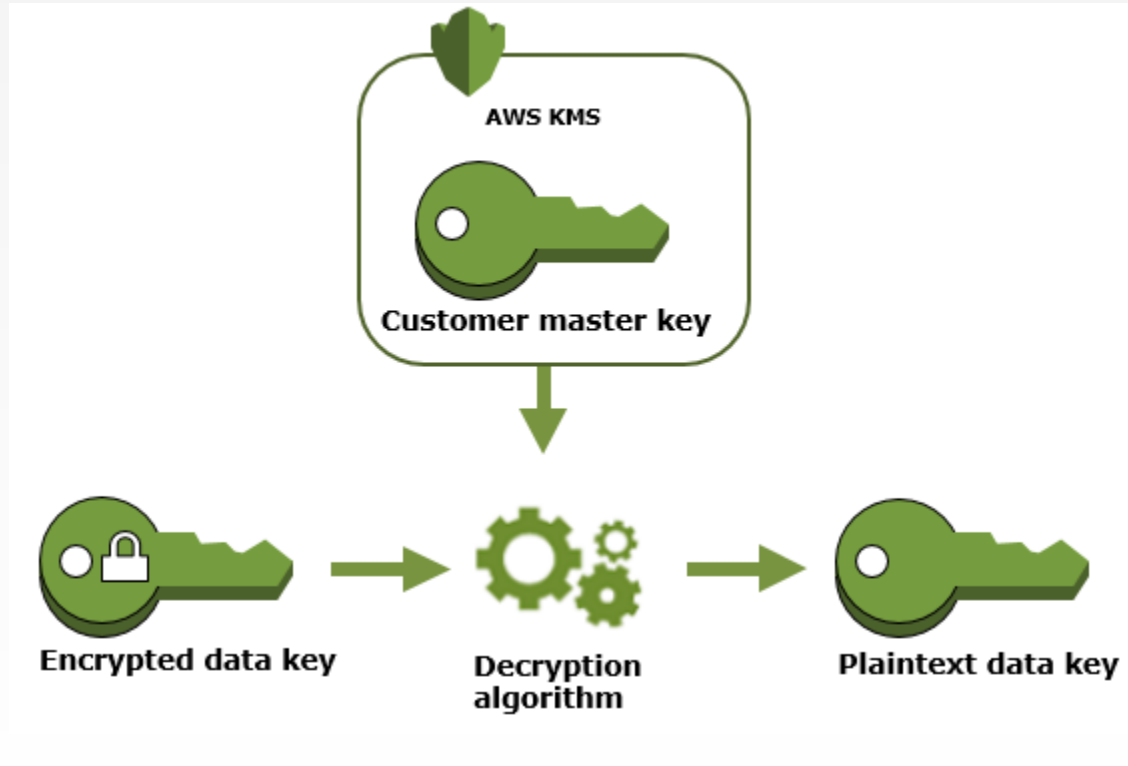 AWS KMS
Customer master key
Encrypted data key
Decryption
algorithm
Plaintext data key